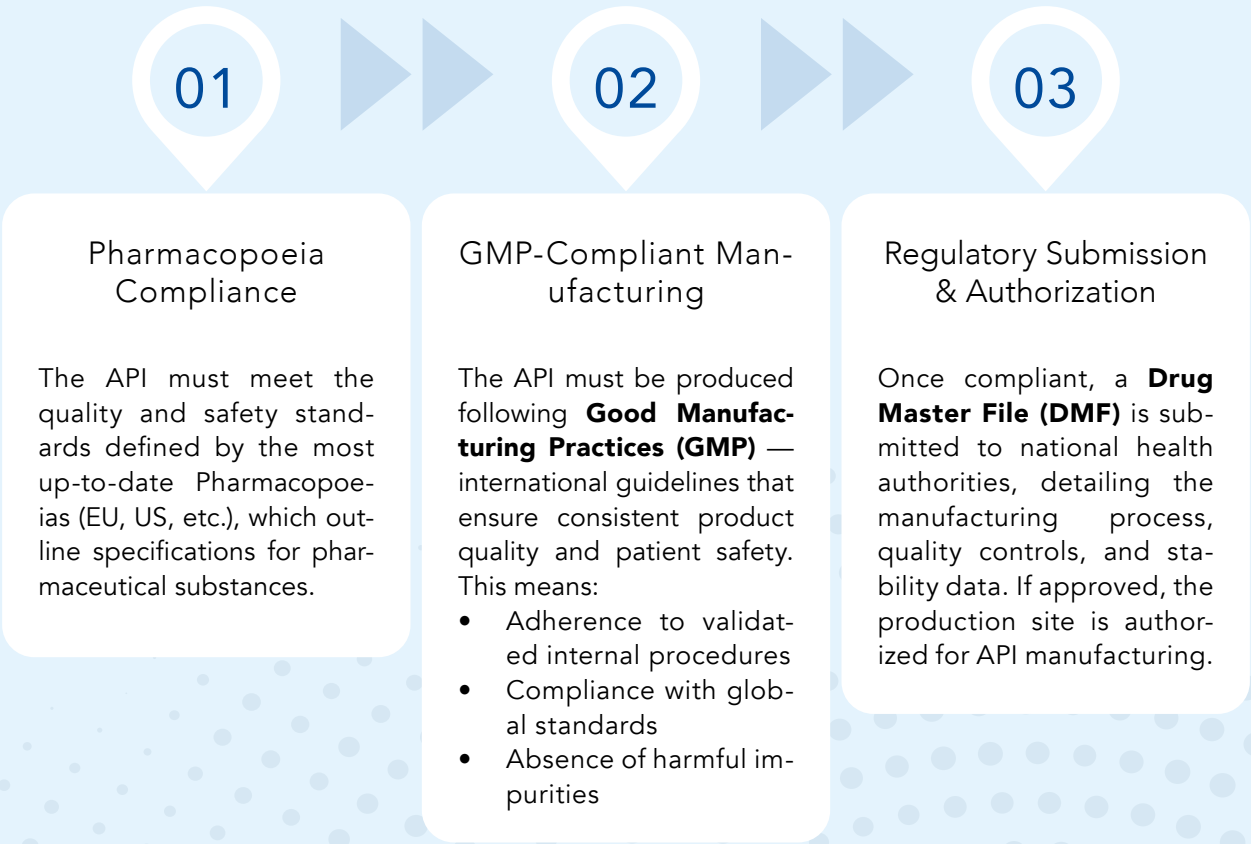 01
Pharmacopoeia
Compliance
The API must meet the
quality and safety stand-
ards defined by the most
up-to-date Pharmacopoe-
ias (EU, US, etc.), which out-
line specifications for phar-
maceutical substances.
02
GMP-Compliant Man-
ufacturing
The API must be produced
following Good Manufac-
turing Practices (GMP) —
international guidelines that
ensure consistent product
quality and patient safety.
This means:
• Adherence to validat-
ed internal procedures
• Compliance with glob-
al standards
• Absence of harmful im-
purities
03
Regulatory Submission
& Authorization
Once compliant, a Drug
Master File (DMF) is sub-
mitted to national health
authorities, detailing the
manufacturing process,
quality controls, and sta-
bility data. If approved, the
production site is author-
ized for API manufacturing.